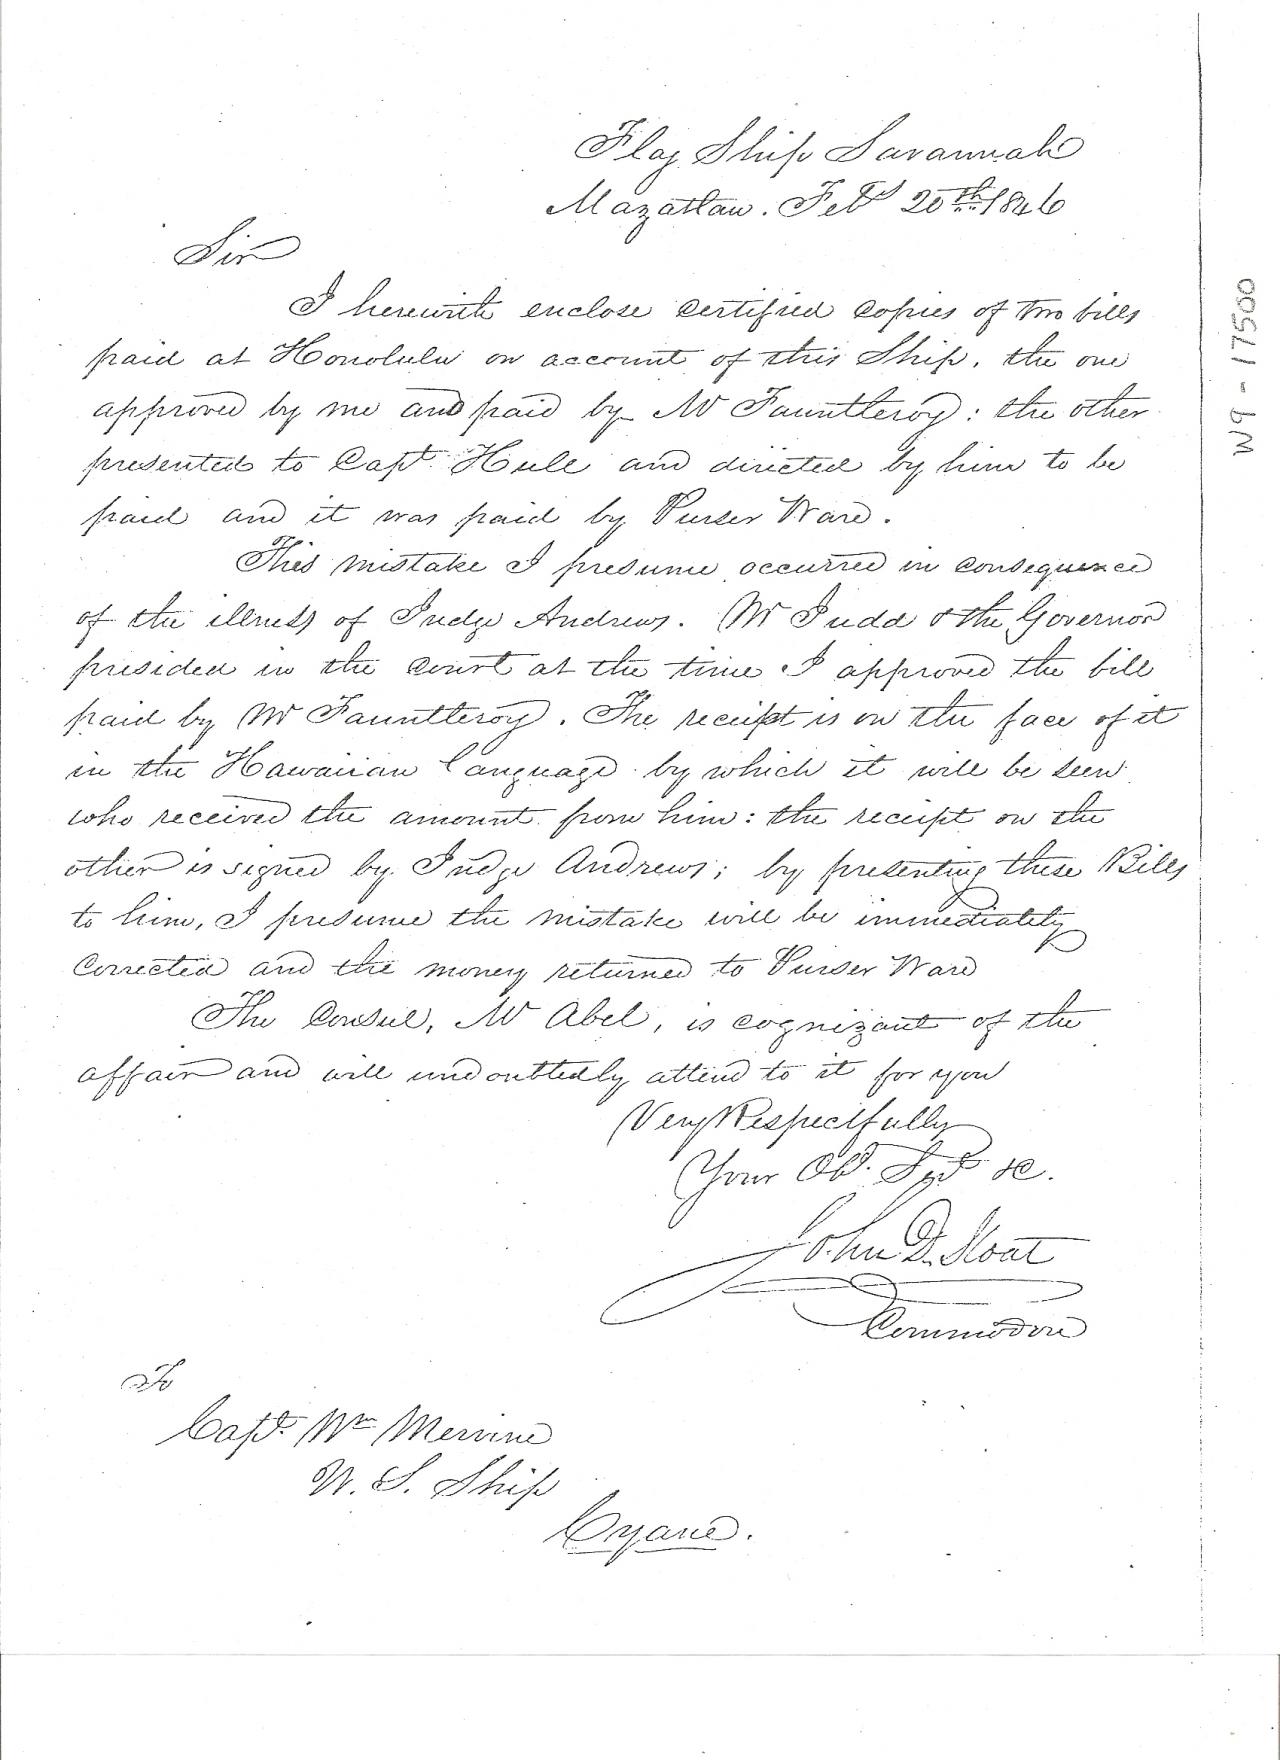 Flag Ship Savannah
Mazatlan. Feby 20th 1846
Sir
I herewith enclose certified copies of two bills
paid at Honolulu on account of this Ship, the one
approved by me and paid by Mr Fauntleroy: the other
presented to Capt. Hull and directed by him to be
paid and it was paid by Purser Ware.
This mistake I presume occurred in consequence
of the illness of Judge Andrews. Mr Judd & the Governor
presided in the court at the time I approved the bill
paid by Mr Fauntleroy. The receipt is on the face of it
in the Hawaiian Language by which it will be seen
who received the amount from him: the receipt on the
other is signed by Judge Andrews; by presenting these Bills
to him, I presume the mistake will be immediately
corrected and the money returned to Purser Ware
The Consul, Mr Abel, is cognizant of the
affair and will undoubtedly attend to it for you
Very Respectfully
Your Obt. Svt &c.
John D. Sloat
Commodore
To
Capt. Wm Mervine
U. S. Ship
Cyane.
W9-17500